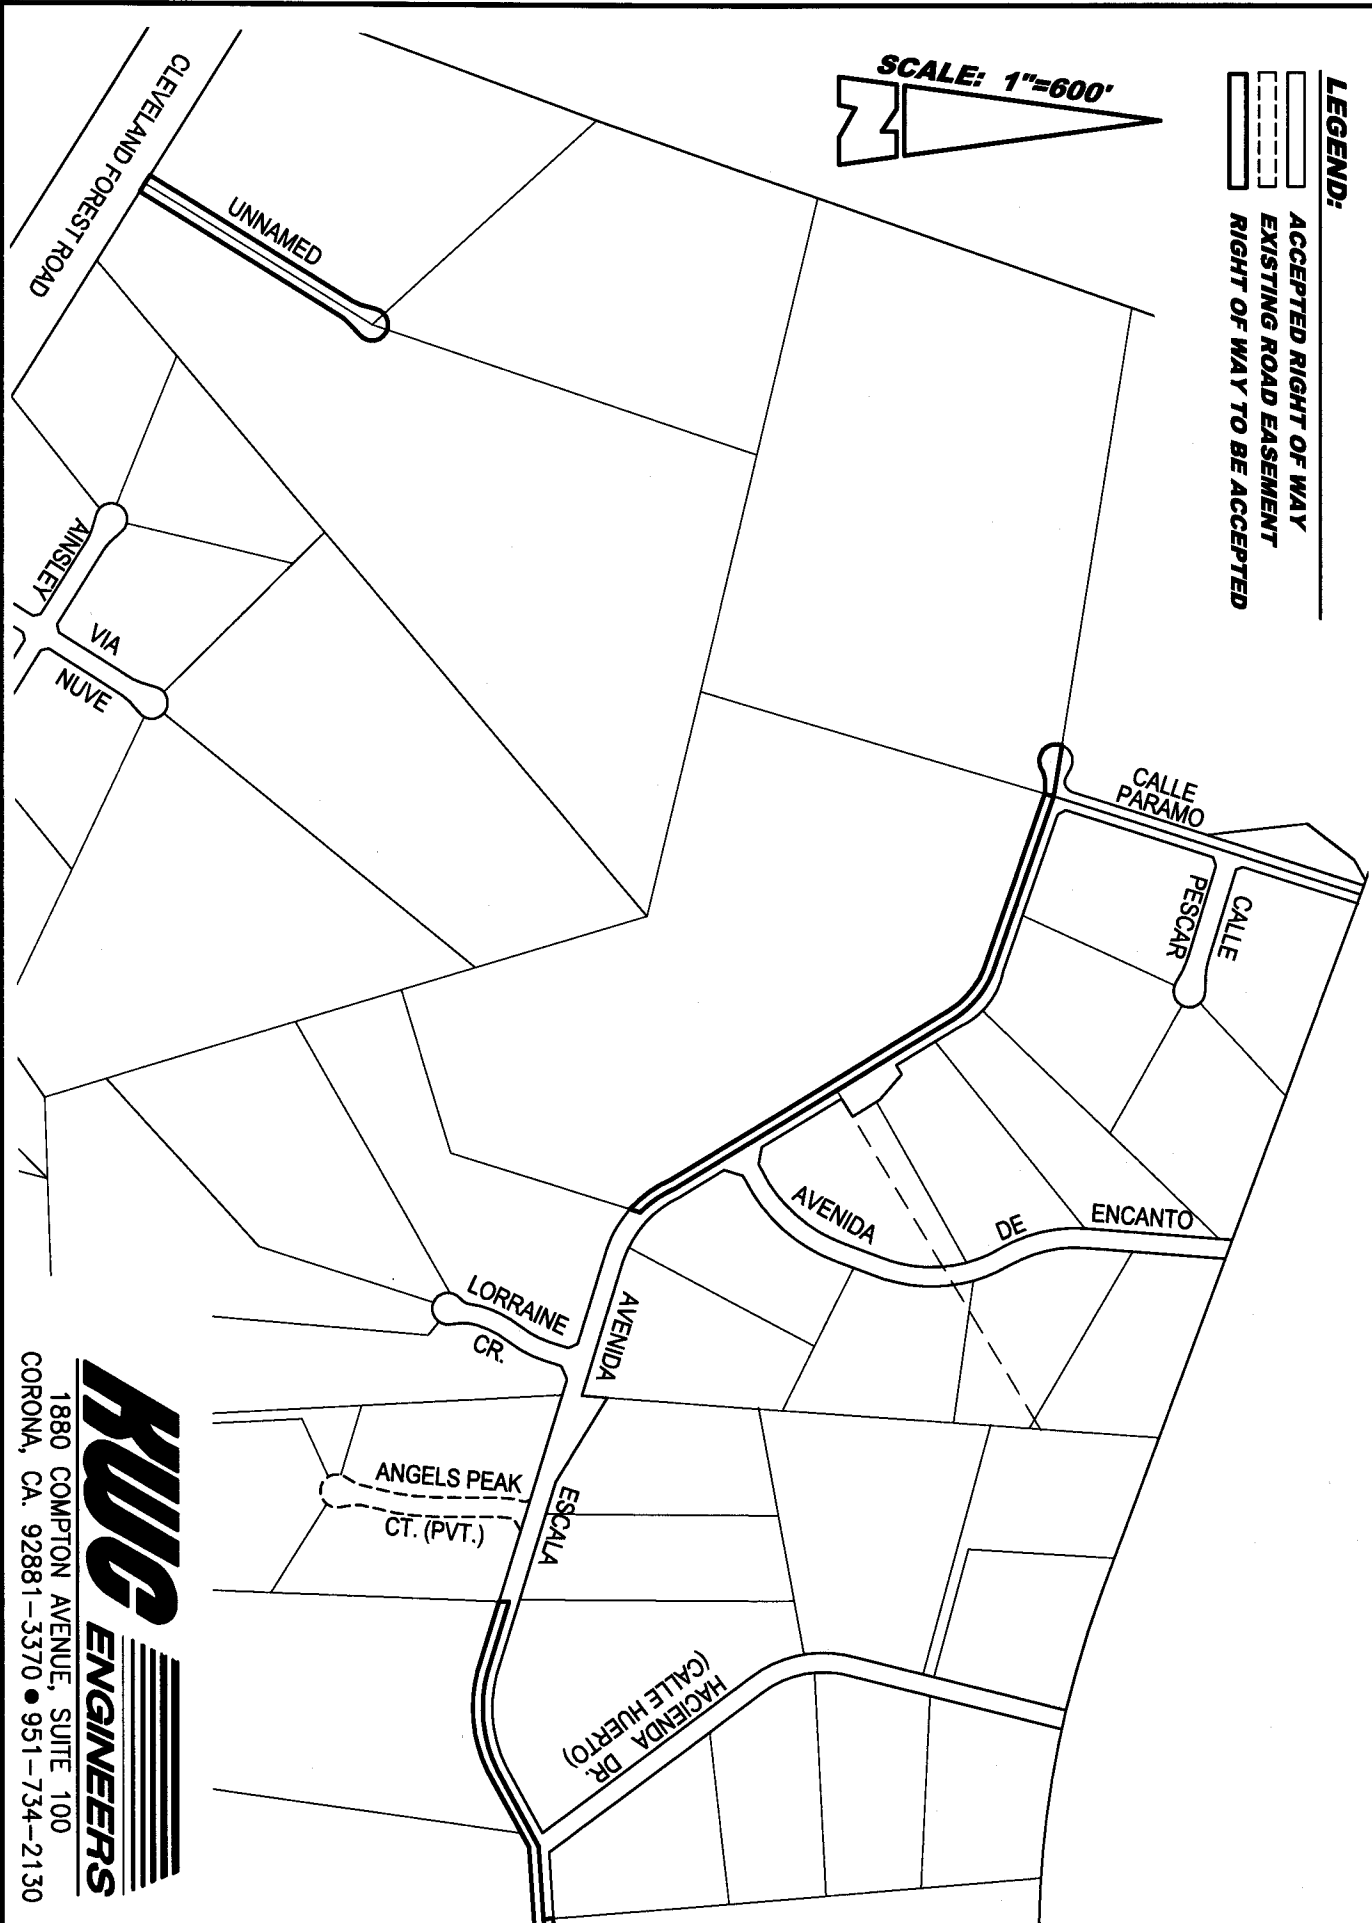 LEGEND:
ACCEPTED RIGHT OF WAY
EXISTING ROAD EASEMENT
RIGHT OF WAY TO BE ACCEPTED
SCALE: 1"=600'
N
CLEVELAND FOREST ROAD
UNNAMED
AINSLEY
VIA
NUVE
CALLE
PARAMO
CALLE
PESCAR
AVENIDA
DE
ENCANTO
AVENIDA
ESCALA
LORRAINE
CR.
ANGELS PEAK
CT. (PVT.)
HACIENDA DR.
(CALLE HUERTO)
KWC ENGINEERS
1880 COMPTON AVENUE, SUITE 100
CORONA, CA. 92881-3370 • 951-734-2130